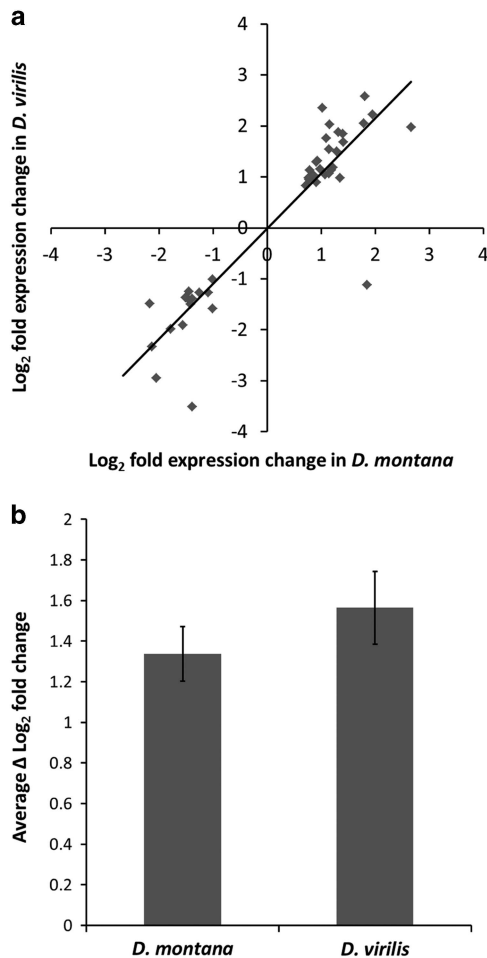 a
Log2 fold expression change in D. virilis
4
3
2
1
0
-4 -3 -2 -1 0 1 2 3 4
-1
-2
-3
-4
Log2 fold expression change in D. montana
b
Average Δ Log2 fold change
2
1.8
1.6
1.4
1.2
1
0.8
0.6
0.4
0.2
0
D. montana D. virilis